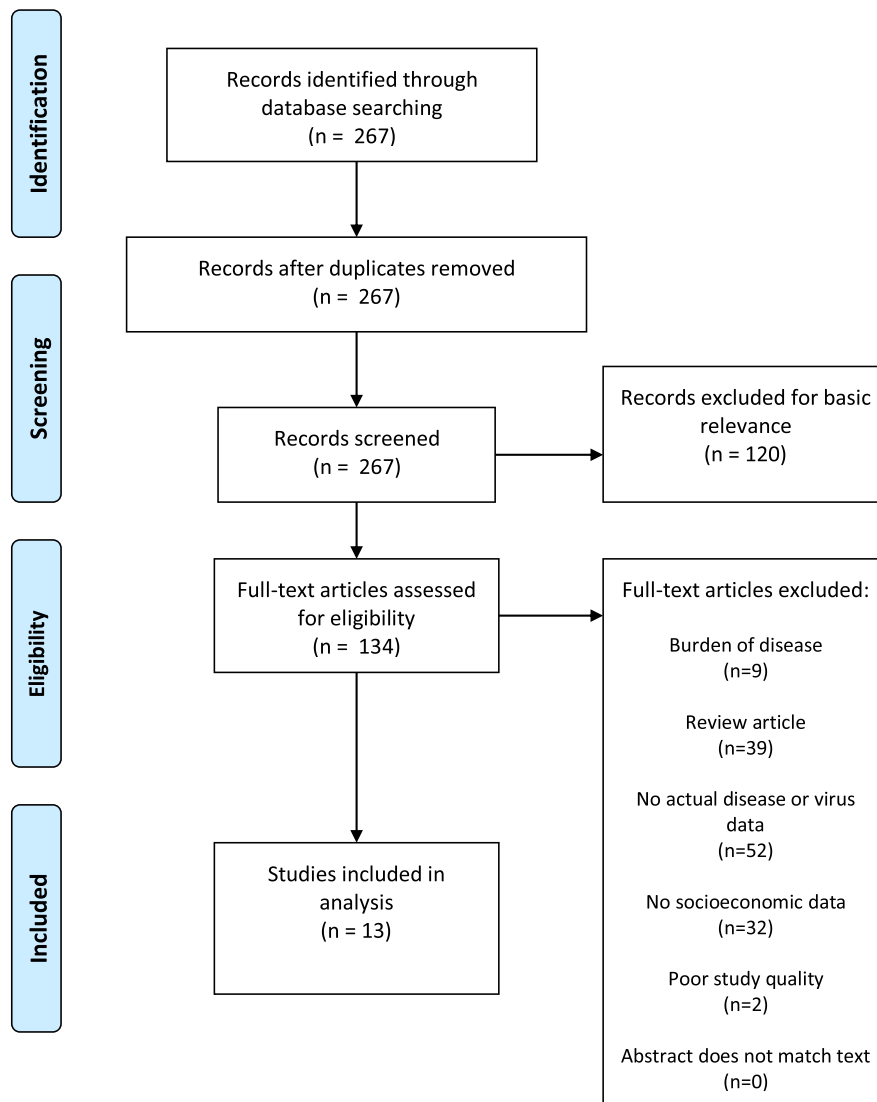 Identification
Records identified through
database searching
(n =  267)
Records after duplicates removed
(n =  267)
Screening
Records screened
(n =  267)
Records excluded for basic
relevance
(n = 120)
Eligibility
Full-text articles assessed
for eligibility
(n =  134)
Full-text articles excluded:
Burden of disease
(n=9)
Review article
(n=39)
No actual disease or virus
data
(n=52)
No socioeconomic data
(n=32)
Poor study quality
(n=2)
Abstract does not match text
(n=0)
Included
Studies included in
analysis
(n = 13)